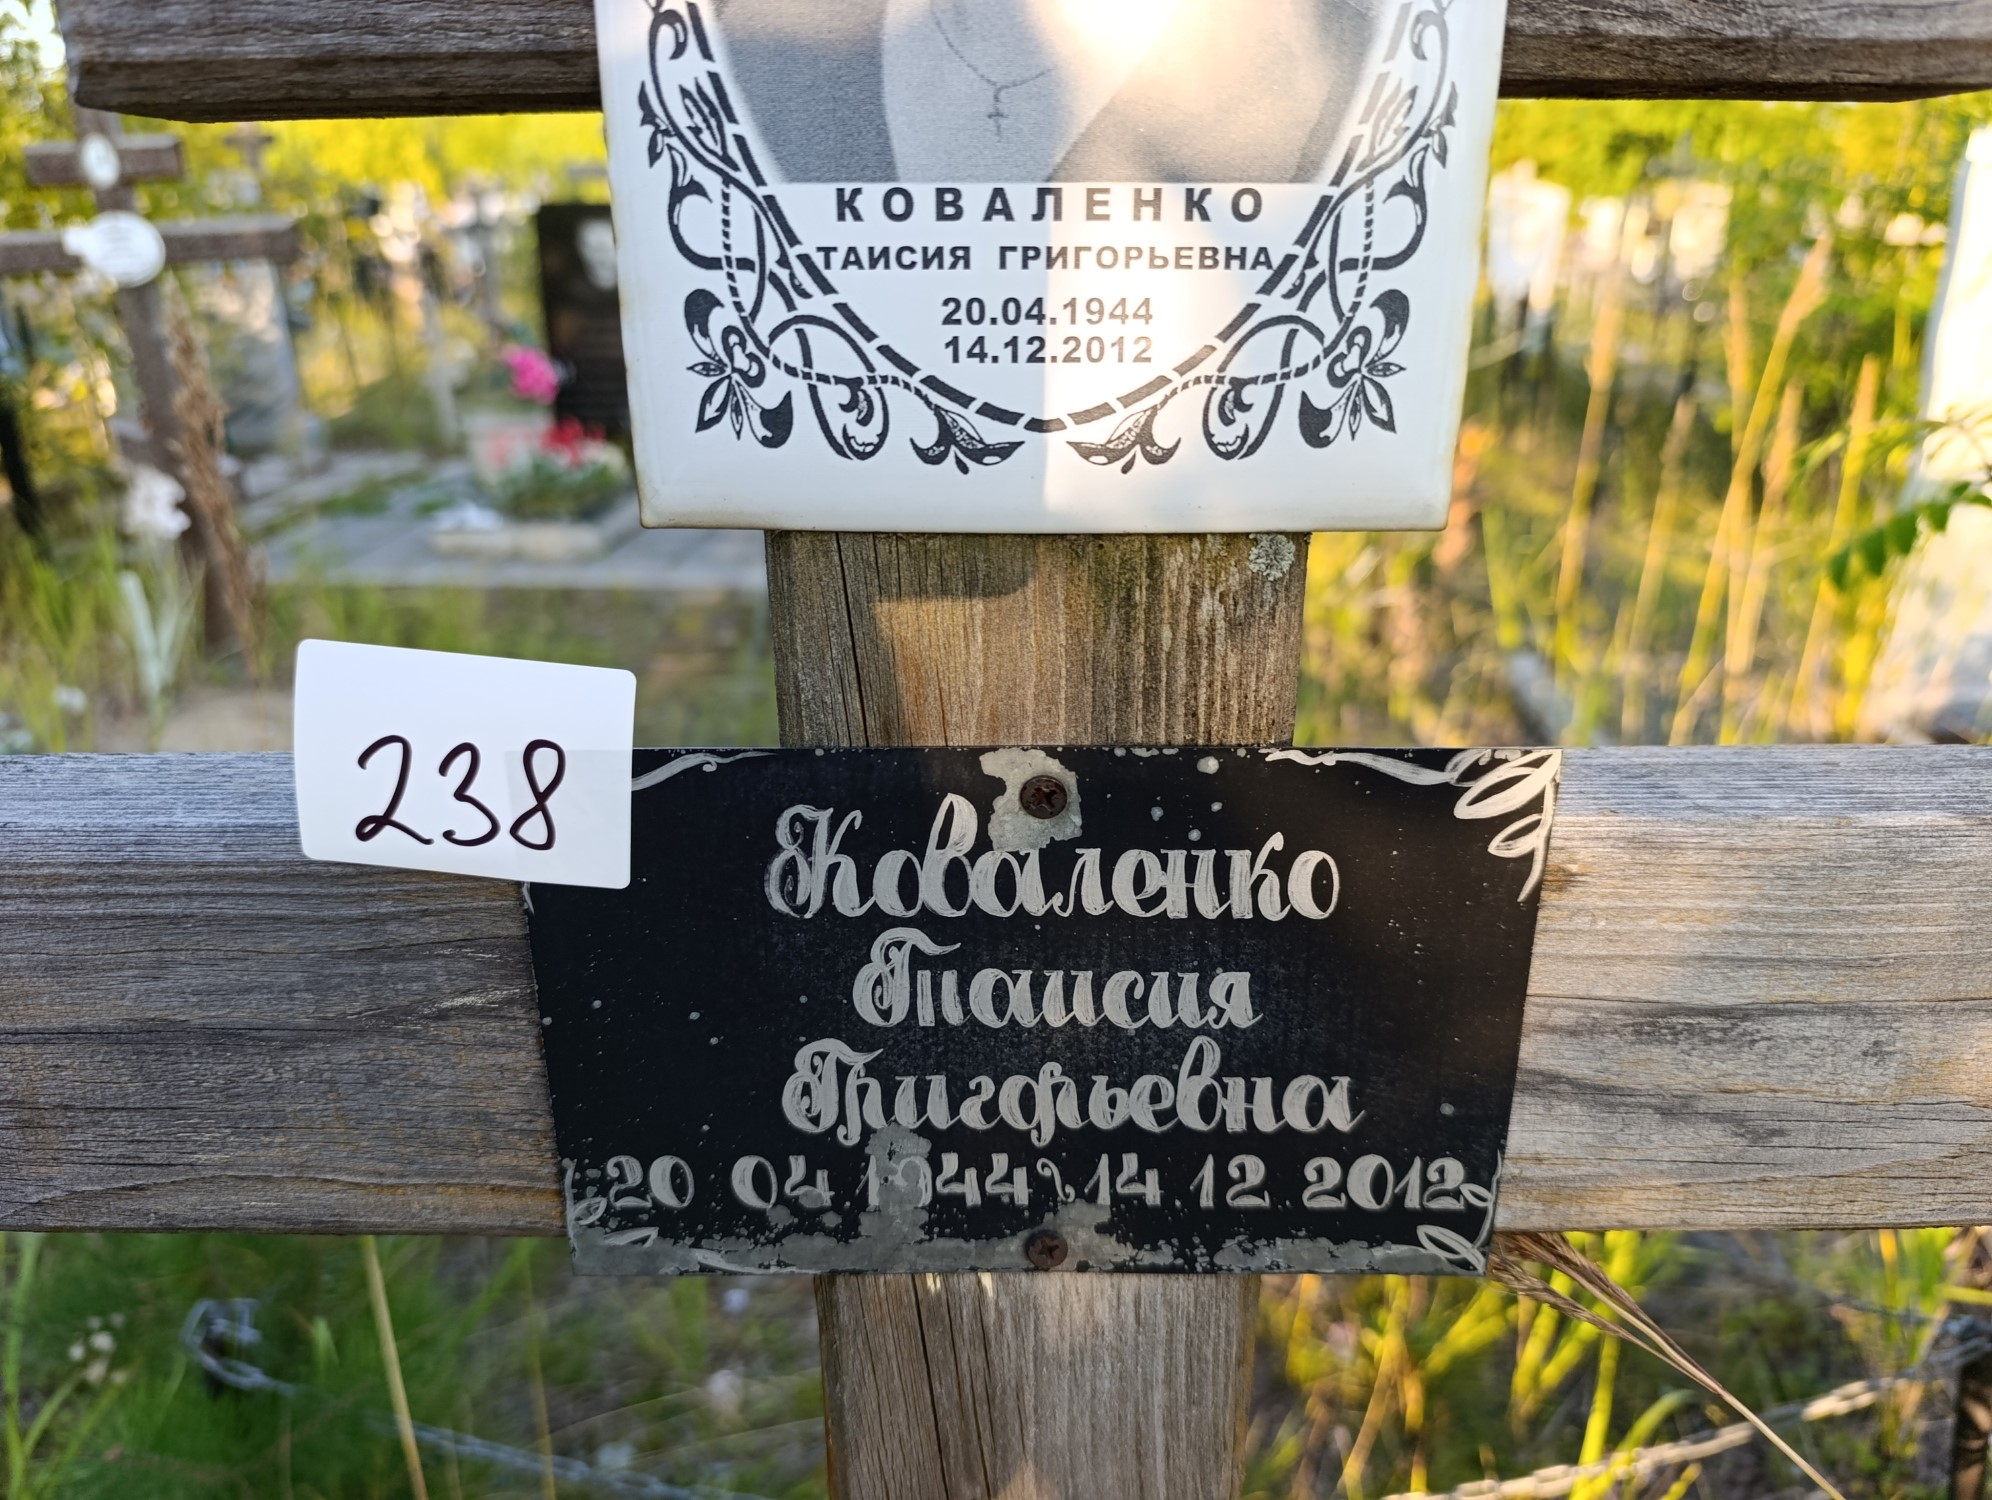 КОВАЛЕНКО
ТАИСИЯ ГРИГОРЬЕВНА
20.04.1944
14.12.2012
238
Коваленко
Таисия
Григорьевна
20 04 1944 14.12.2012